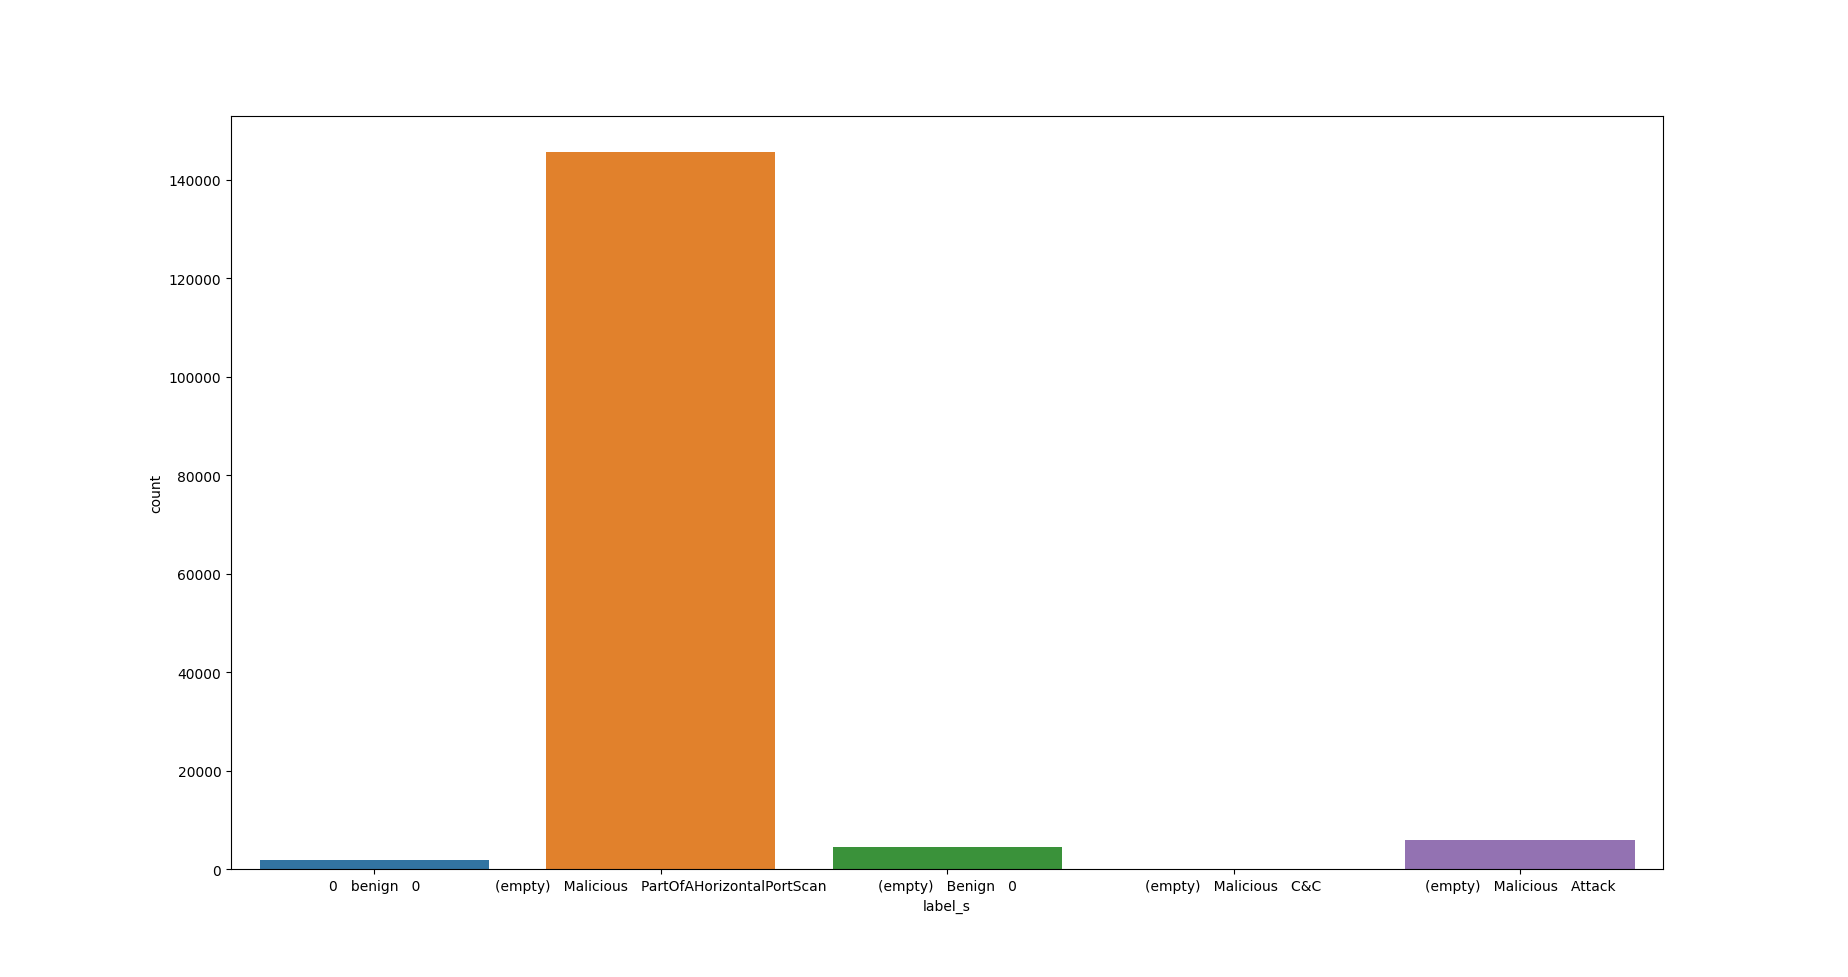 140000
120000
100000
80000
60000
40000
20000
0
count
0   benign   0
(empty)   Malicious   PartOfAHorizontalPortScan
(empty)   Benign   0
(empty)   Malicious   C&C
(empty)   Malicious   Attack
label_s